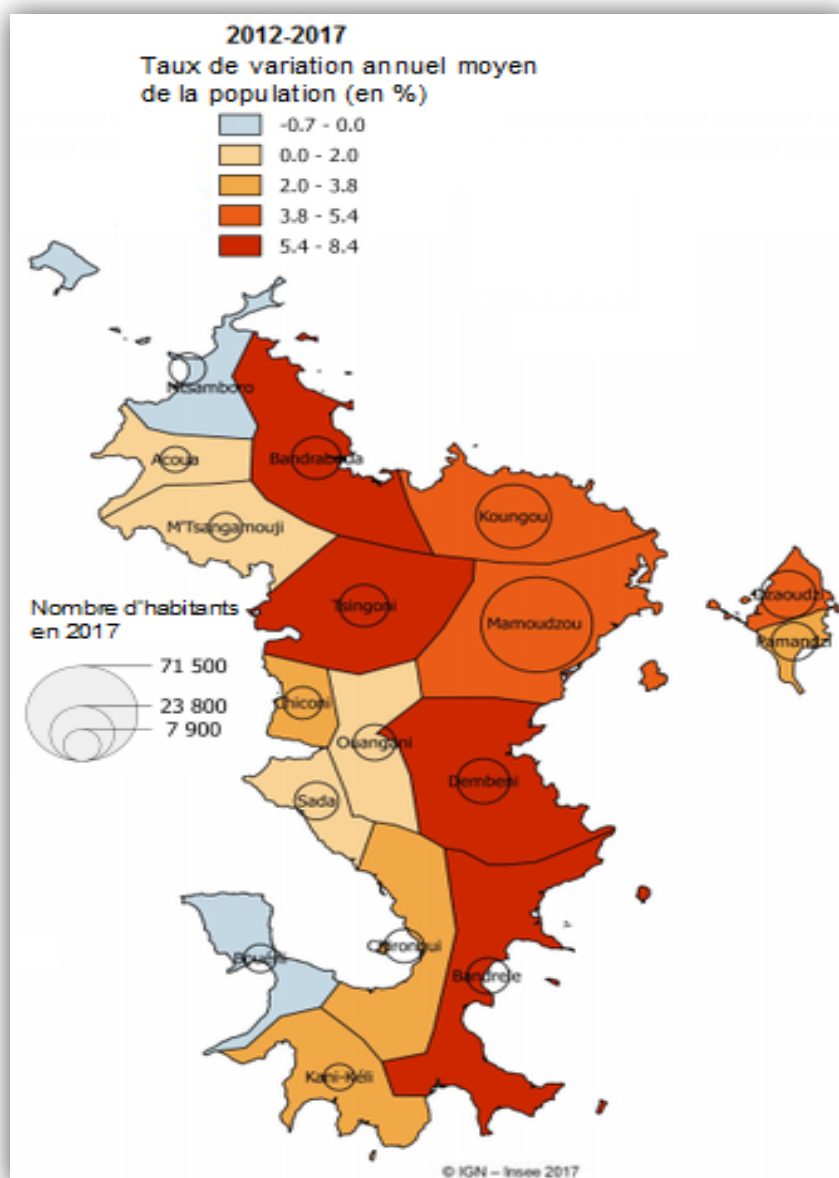 2012-2017
Taux de variation annuel moyen
de la population (en %)
-0.7 - 0.0
0.0 - 2.0
2.0 - 3.8
3.8 - 5.4
5.4 - 8.4
Mtsamboro
Acoua
Bandraboua
M'Tsangamouji
Koungou
Tsingoni
Mamoudzou
Dzaoudzi
Pamandzi
Nombre d'habitants
en 2017
71 500
23 800
7 900
Chiconi
Ouangani
Sada
Dembeni
Bouéni
Chirongui
Bandrele
Kani-Kéli
© IGN – Insee 2017